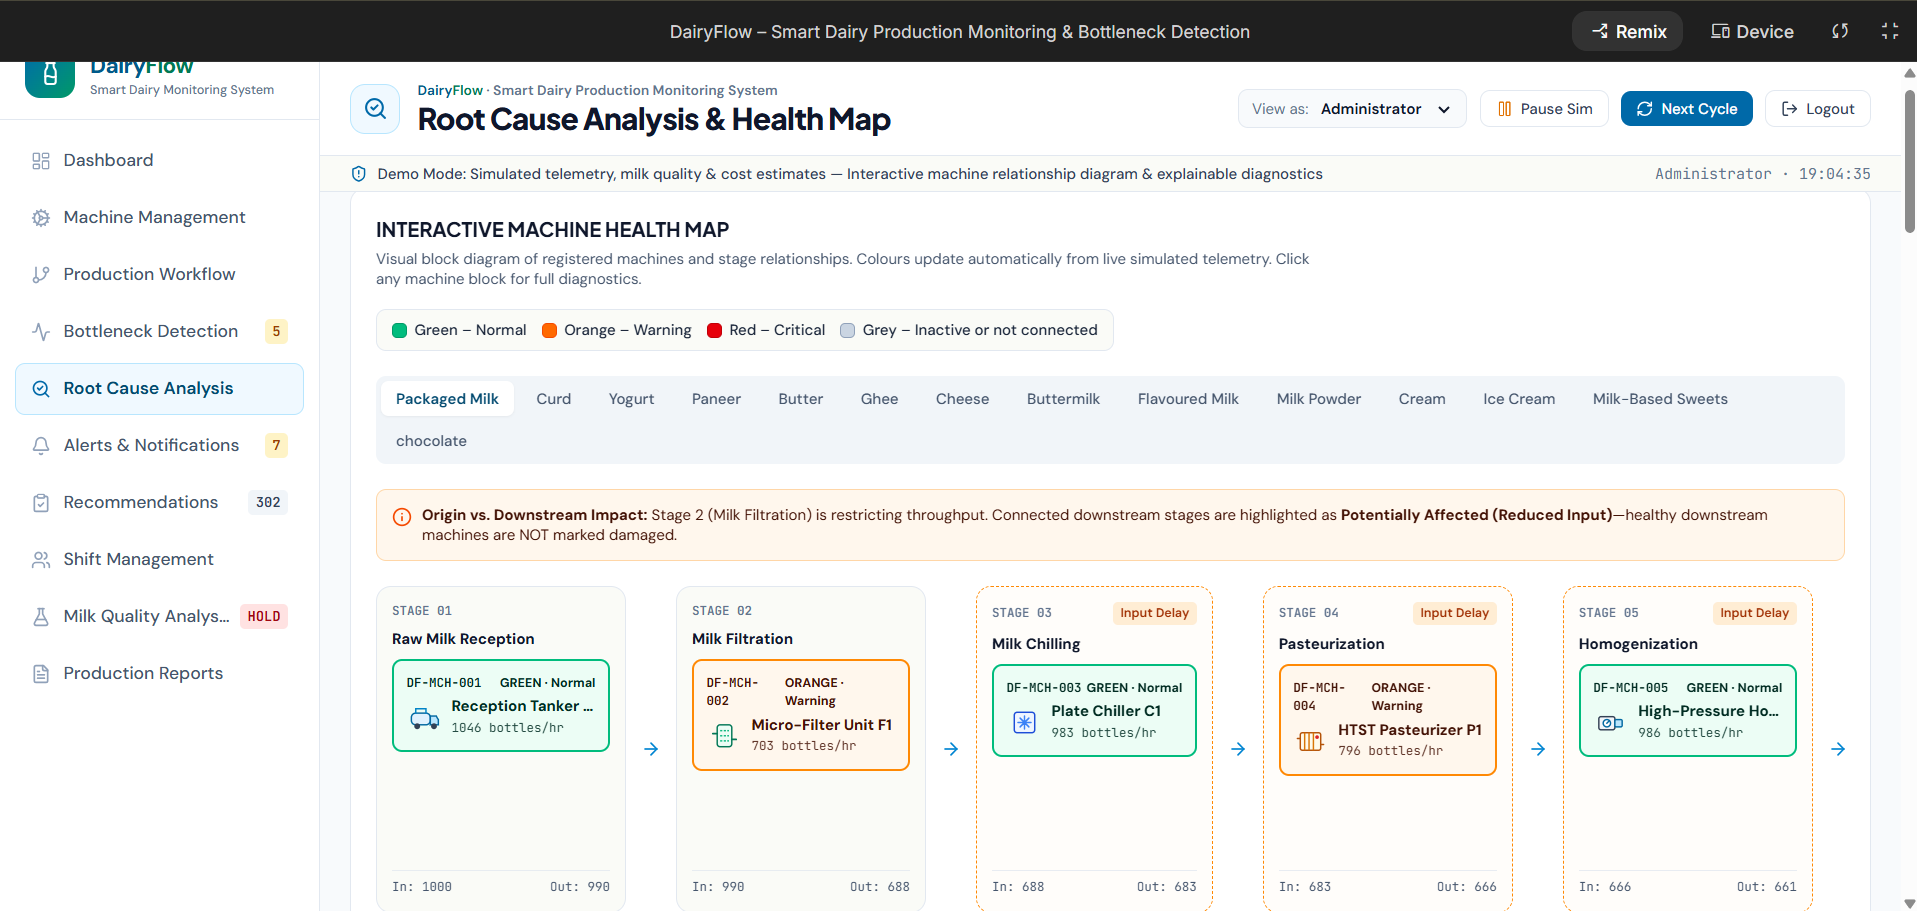 DairyFlow – Smart Dairy Production Monitoring & Bottleneck Detection
Remix
Device
DairyFlow
Smart Dairy Monitoring System
Dashboard
Machine Management
Production Workflow
Bottleneck Detection 5
Root Cause Analysis
Alerts & Notifications 7
Recommendations 302
Shift Management
Milk Quality Analys... HOLD
Production Reports
DairyFlow · Smart Dairy Production Monitoring System
Root Cause Analysis & Health Map
View as: Administrator
Pause Sim
Next Cycle
Logout
Demo Mode: Simulated telemetry, milk quality & cost estimates — Interactive machine relationship diagram & explainable diagnostics
Administrator · 19:04:35
INTERACTIVE MACHINE HEALTH MAP
Visual block diagram of registered machines and stage relationships. Colours update automatically from live simulated telemetry. Click
any machine block for full diagnostics.
Green – Normal
Orange – Warning
Red – Critical
Grey – Inactive or not connected
Packaged Milk
Curd
Yogurt
Paneer
Butter
Ghee
Cheese
Buttermilk
Flavoured Milk
Milk Powder
Cream
Ice Cream
Milk-Based Sweets
chocolate
Origin vs. Downstream Impact: Stage 2 (Milk Filtration) is restricting throughput. Connected downstream stages are highlighted as Potentially Affected (Reduced Input)—healthy downstream
machines are NOT marked damaged.
STAGE 01
Raw Milk Reception
DF-MCH-001 GREEN · Normal
Reception Tanker ...
1046 bottles/hr
In: 1000 Out: 990
STAGE 02
Milk Filtration
DF-MCH-
002
ORANGE ·
Warning
Micro-Filter Unit F1
703 bottles/hr
In: 990 Out: 688
STAGE 03 Input Delay
Milk Chilling
DF-MCH-003 GREEN · Normal
Plate Chiller C1
983 bottles/hr
In: 688 Out: 683
STAGE 04 Input Delay
Pasteurization
DF-MCH-
004
ORANGE ·
Warning
HTST Pasteurizer P1
796 bottles/hr
In: 683 Out: 666
STAGE 05 Input Delay
Homogenization
DF-MCH-005 GREEN · Normal
High-Pressure Ho...
986 bottles/hr
In: 666 Out: 661